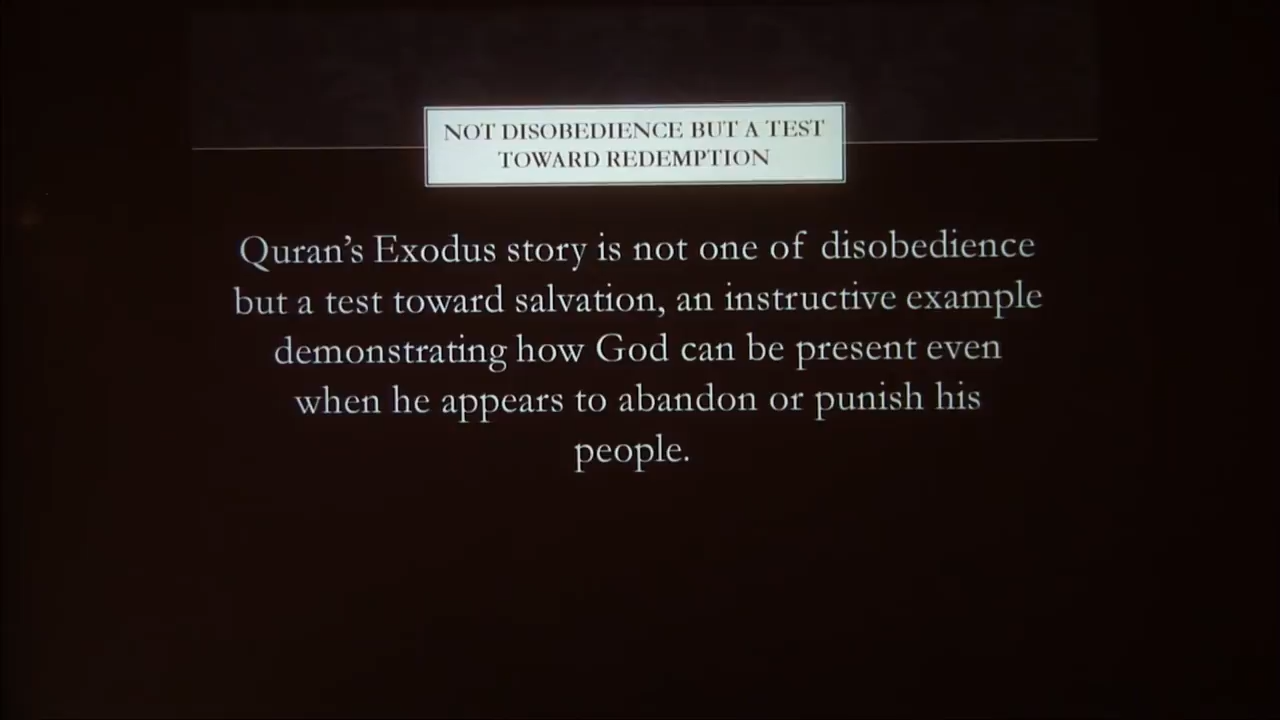 NOT DISOBEDIENCE BUT A TEST
TOWARD REDEMPTION
Quran's Exodus story is not one of disobedience
but a test toward salvation, an instructive example
demonstrating how God can be present even
when he appears to abandon or punish his
people.